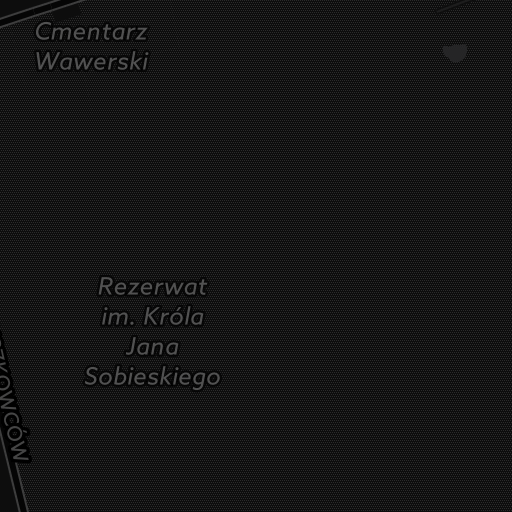 Cmentarz
Wawerski
Rezerwat
im. Króla
Jana
Sobieskiego